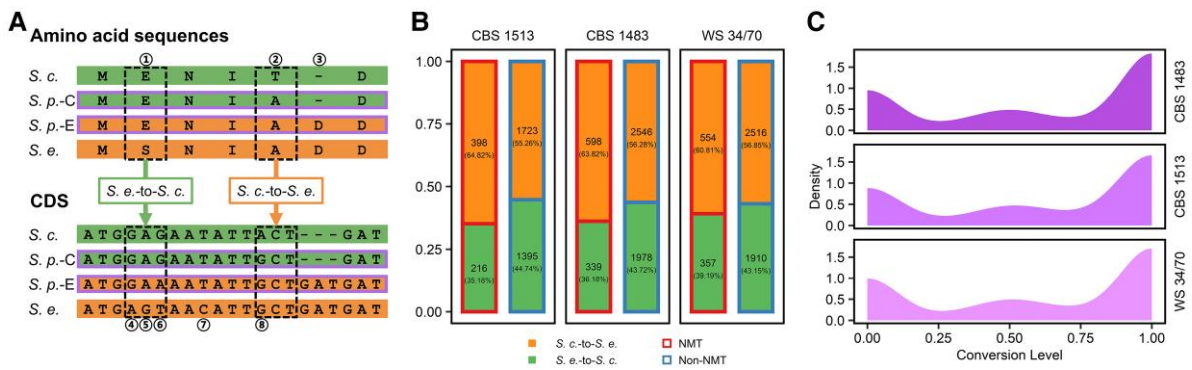 A
Amino acid sequences
① ② ③
S. c. M E N I T - D
S. p.-C M E N I A - D
S. p.-E M E N I A D D
S. e. M S N I A D D
S. e.-to-S. c. S. c.-to-S. e.
CDS
S. c. ATGGAGAATATTACT---GAT
S. p.-C ATGGAGAATATTGCT---GAT
S. p.-E ATGGAAAATATTGCTGATGAT
S. e. ATGAGTAACATTGCTGATGAT
④ ⑤ ⑥ ⑦ ⑧
B
CBS 1513 CBS 1483 WS 34/70
1.00
0.75
0.50
0.25
0.00
398
(64.82%)
1723
(55.26%)
598
(63.82%)
2546
(56.28%)
554
(60.81%)
2516
(56.85%)
216
(35.18%)
1395
(44.74%)
339
(36.18%)
1978
(43.72%)
357
(39.19%)
1910
(43.15%)
S. c.-to-S. e. NMT
S. e.-to-S. c. Non-NMT
C
Density
1.5
1.0
0.5
0.0
CBS 1483
1.5
1.0
0.5
0.0
CBS 1513
1.5
1.0
0.5
0.0
WS 34/70
0.00 0.25 0.50 0.75 1.00
Conversion Level